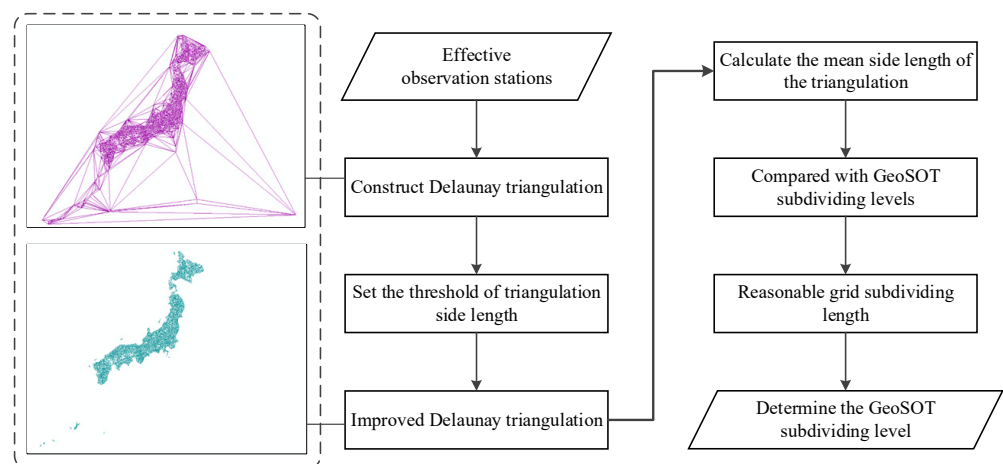 Effective
observation stations
Construct Delaunay triangulation
Set the threshold of triangulation
side length
Improved Delaunay triangulation
Calculate the mean side length of
the triangulation
Compared with GeoSOT
subdividing levels
Reasonable grid subdividing
length
Determine the GeoSOT
subdividing level